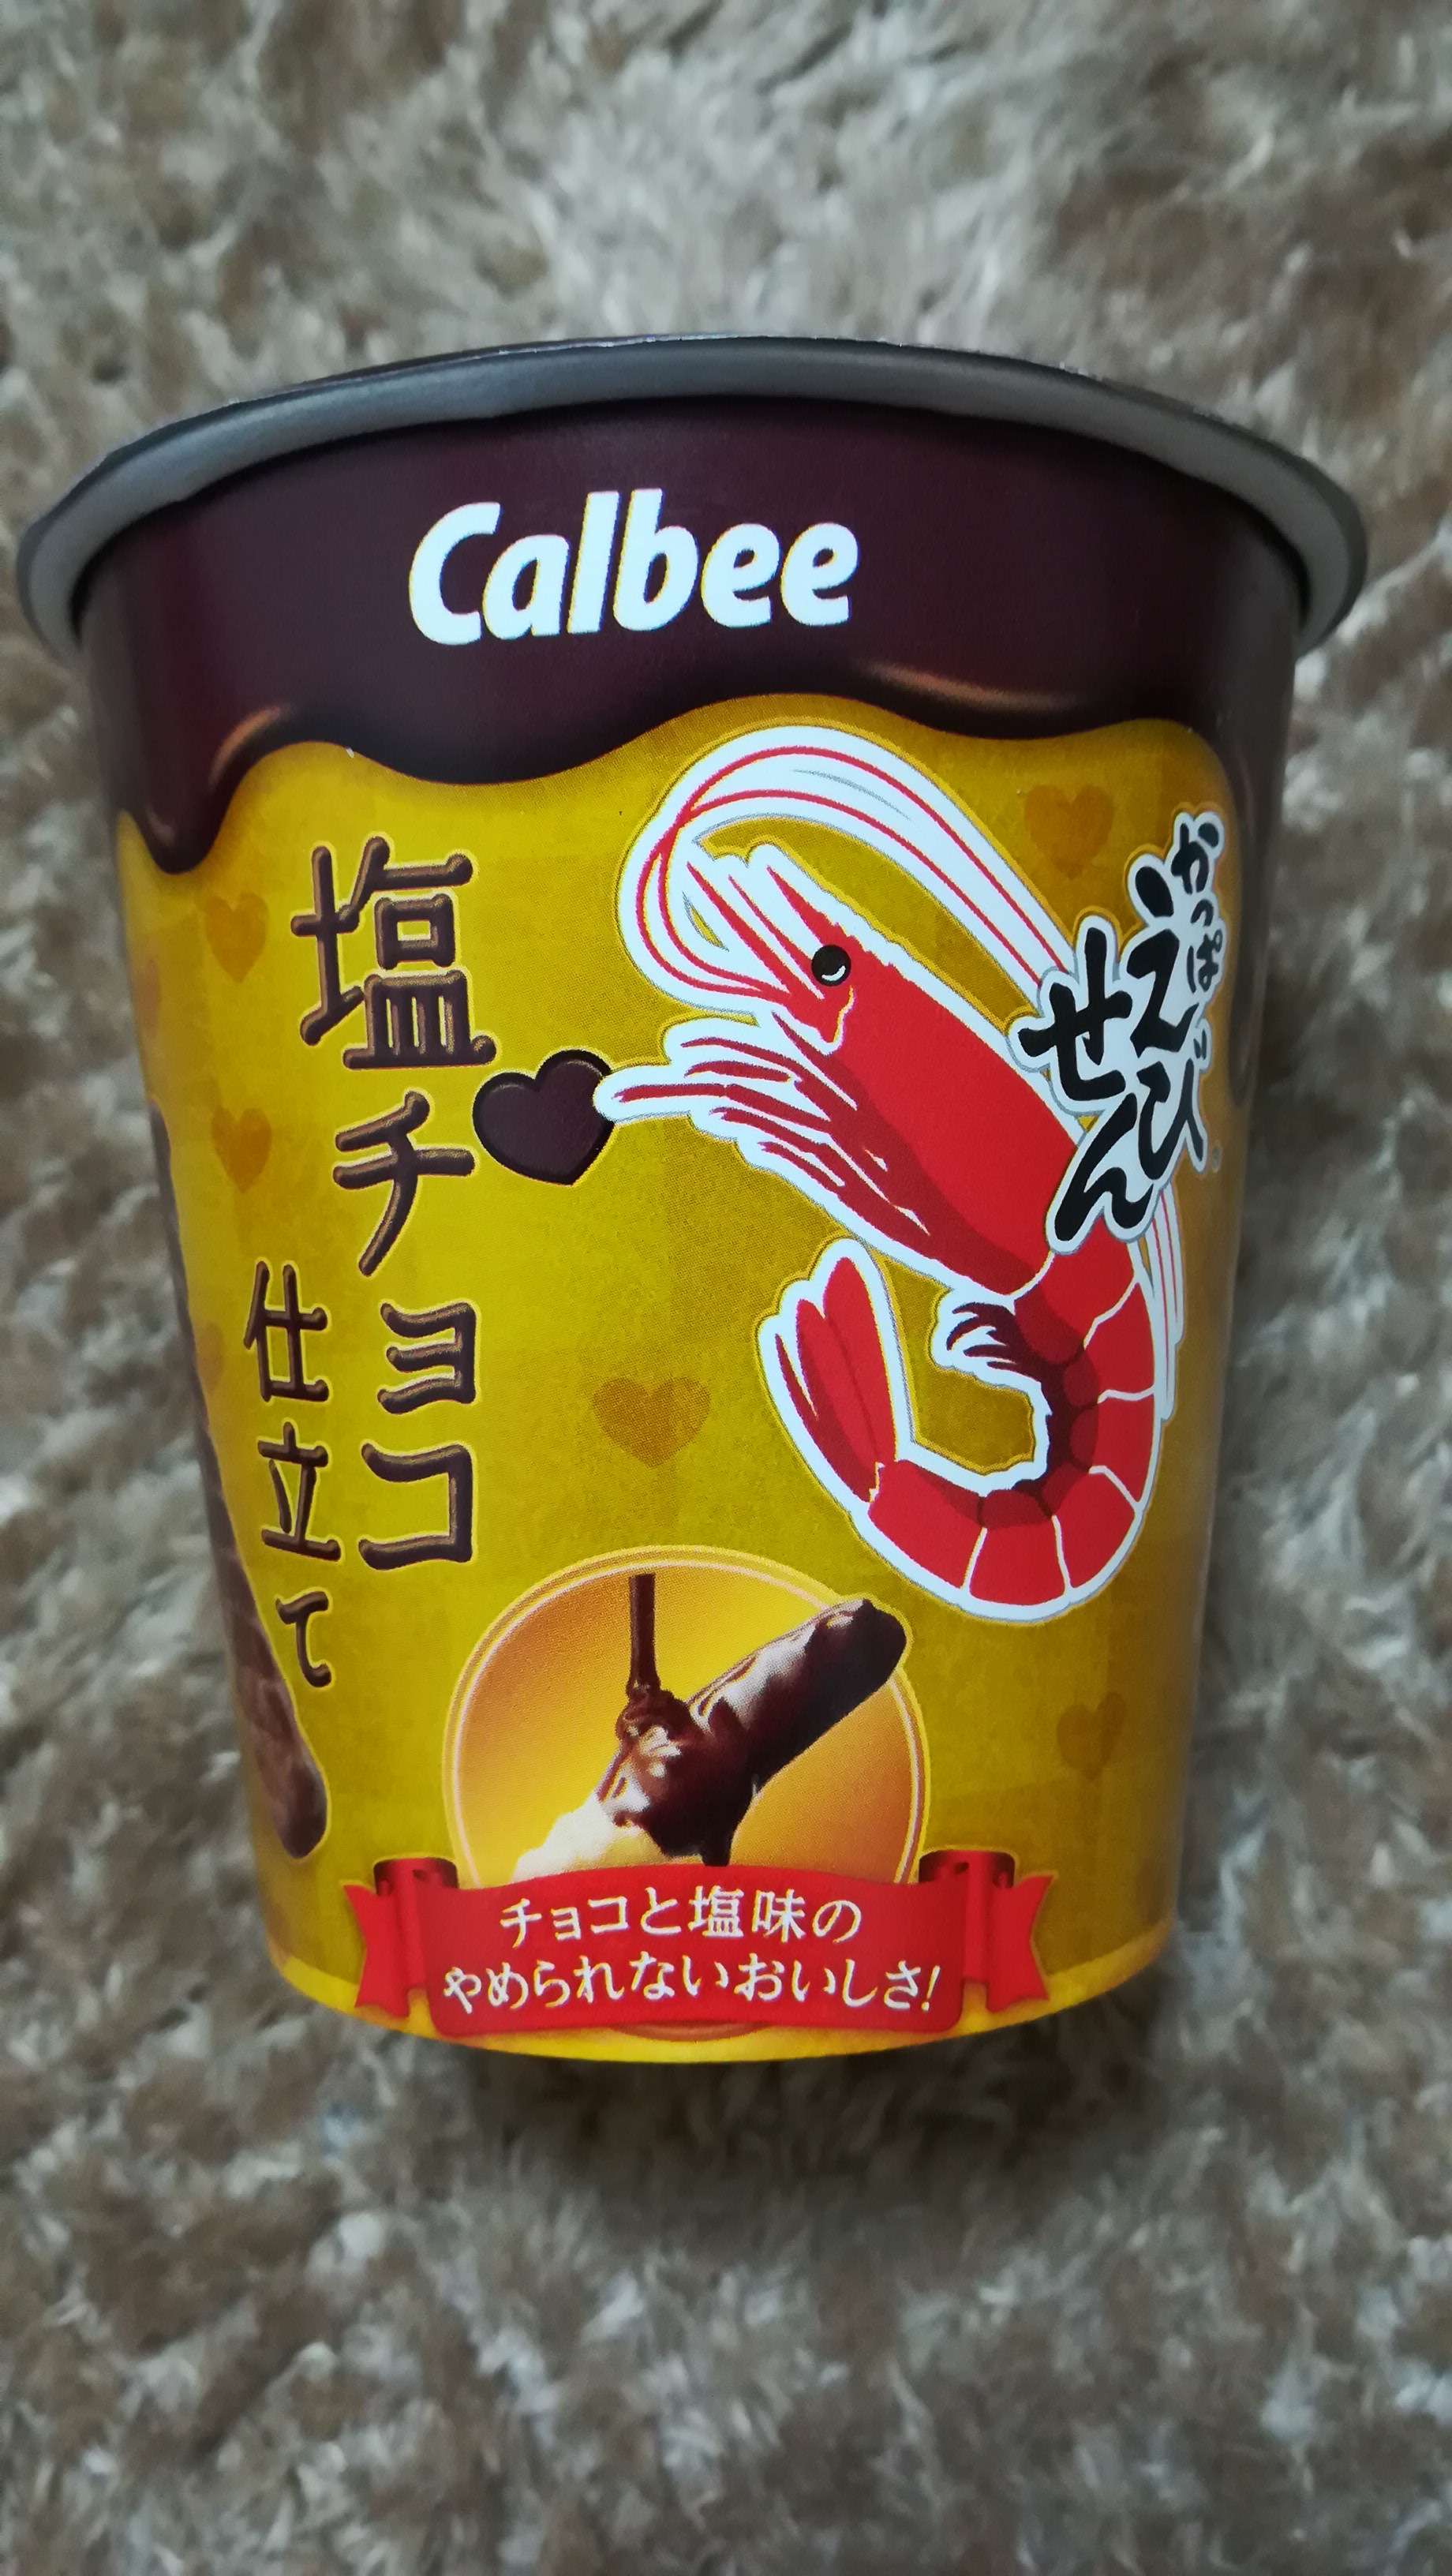 Calbee
かっぱ
えび
せん
塩チョコ
仕立て
チョコと塩味の
やめられないおいしさ!